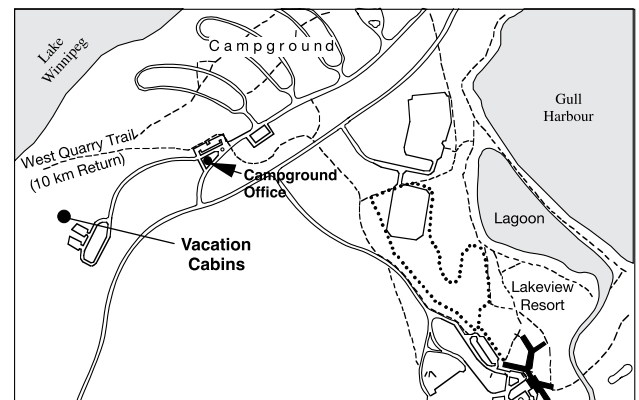 Lake
Winnipeg
Campground
Gull
Harbour
West Quarry Trail
(10 km Return)
Campground
Office
Lagoon
Vacation
Cabins
Lakeview
Resort